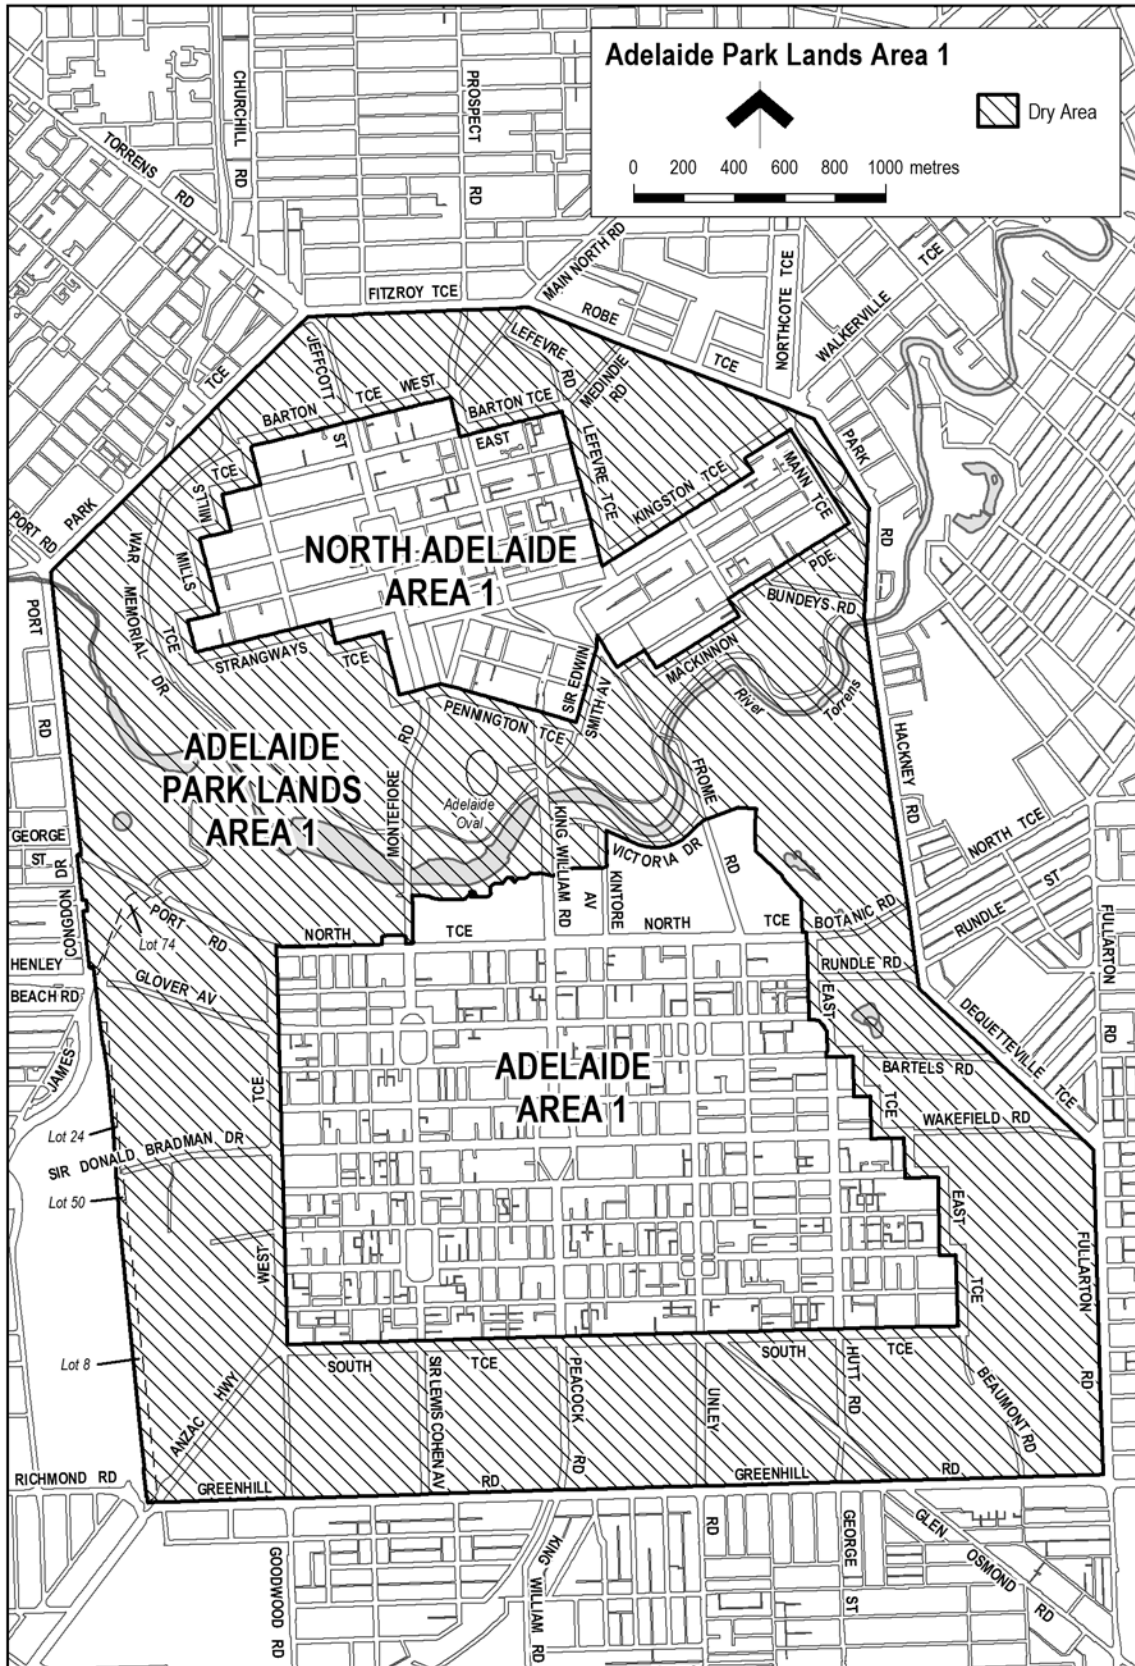 Adelaide Park Lands Area 1
Dry Area
0 200 400 600 800 1000 metres
CHURCHILL
RD
PROSPECT
RD
TORRENS
RD
FITZROY TCE
MAIN NORTH RD
ROBE
TCE
NORTHCOTE TCE
WALKERVILLE
TCE
JEFFCOTT
ST
LEFEVRE
RD
MEDINDIE
RD
PARK
TCE
BARTON
TCE
WEST
BARTON TCE
EAST
LEFEVRE TCE
KINGSTON TCE
MANN TCE
PARK
RD
MILLS
TCE
PORT RD
WAR
MEMORIAL
DR
MILLS
TCE
NORTH ADELAIDE
AREA 1
PDE
BUNDEYS RD
MACKINNON
STRANGWAYS
TCE
SIR EDWIN
SMITH AV
PENNINGTON TCE
River
Torrens
PORT
RD
HACKNEY
RD
ADELAIDE
PARK LANDS
AREA 1
MONTEFIORE
RD
Adelaide
Oval
FROME
RD
KING WILLIAM RD
VICTORIA DR
KINTORE
AV
NORTH TCE
GEORGE
ST
CONGDON
DR
PORT
RD
Lot 74
NORTH
TCE
NORTH
TCE
BOTANIC RD
RUNDLE
ST
FULLARTON
RD
HENLEY
BEACH RD
GLOVER AV
RUNDLE RD
EAST
TCE
DEQUETTEVILLE
TCE
JAMES
ADELAIDE
AREA 1
BARTELS RD
WAKEFIELD RD
Lot 24
SIR DONALD BRADMAN DR
Lot 50
WEST
TCE
EAST
TCE
FULLARTON
RD
Lot 8
SOUTH
TCE
SOUTH
TCE
ANZAC HWY
SIR LEWIS COHEN AV
PEACOCK
RD
UNLEY
RD
HUTT RD
BEAUMONT RD
RICHMOND RD
GREENHILL
RD
GREENHILL
RD
GOODWOOD
RD
KING
WILLIAM
RD
GEORGE
ST
GLEN
OSMOND
RD